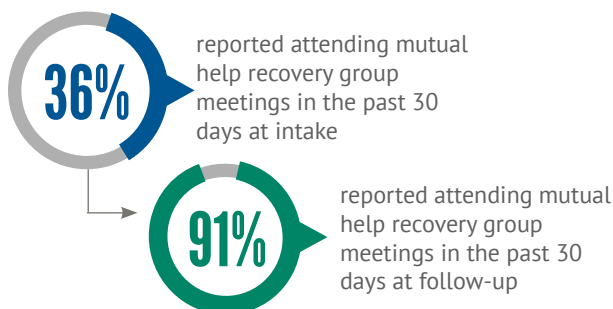 36%
reported attending mutual
help recovery group
meetings in the past 30
days at intake
91%
reported attending mutual
help recovery group
meetings in the past 30
days at follow-up